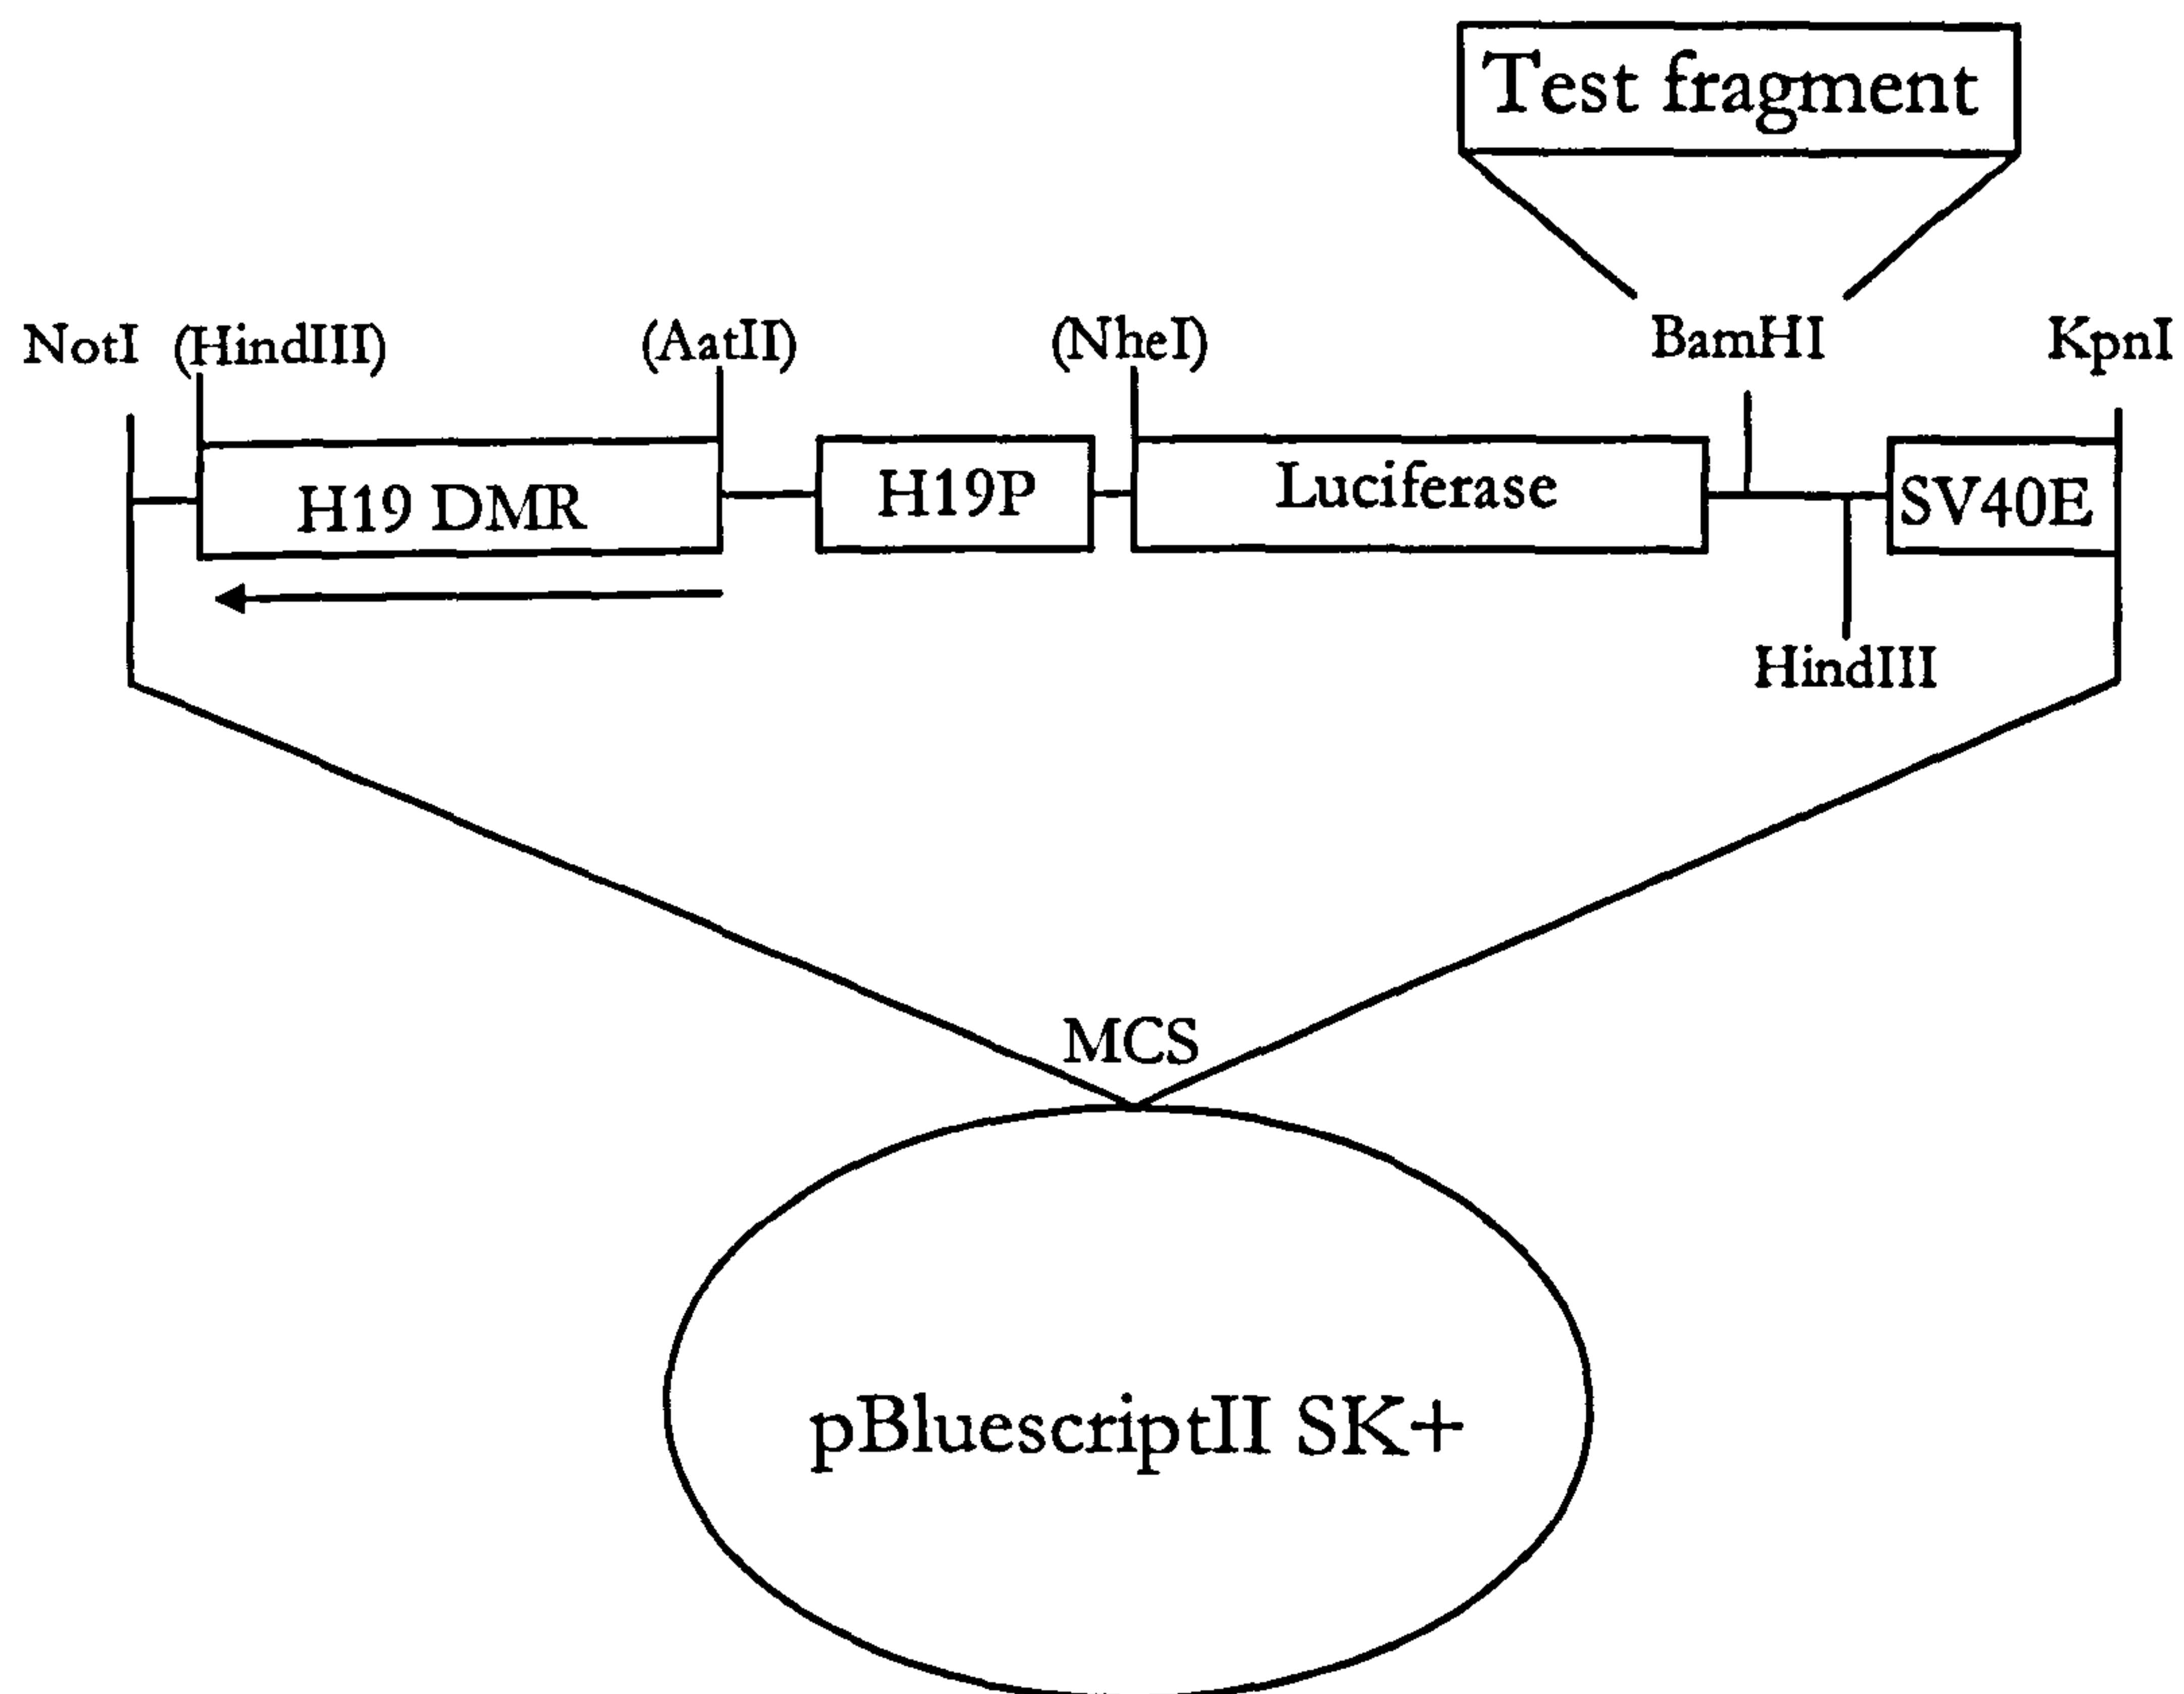 Test fragment
NotI (HindIII) (AatII) (NheI) BamHI KpnI
H19 DMR H19P Luciferase SV40E
HindIII
MCS
pBluescriptII SK+